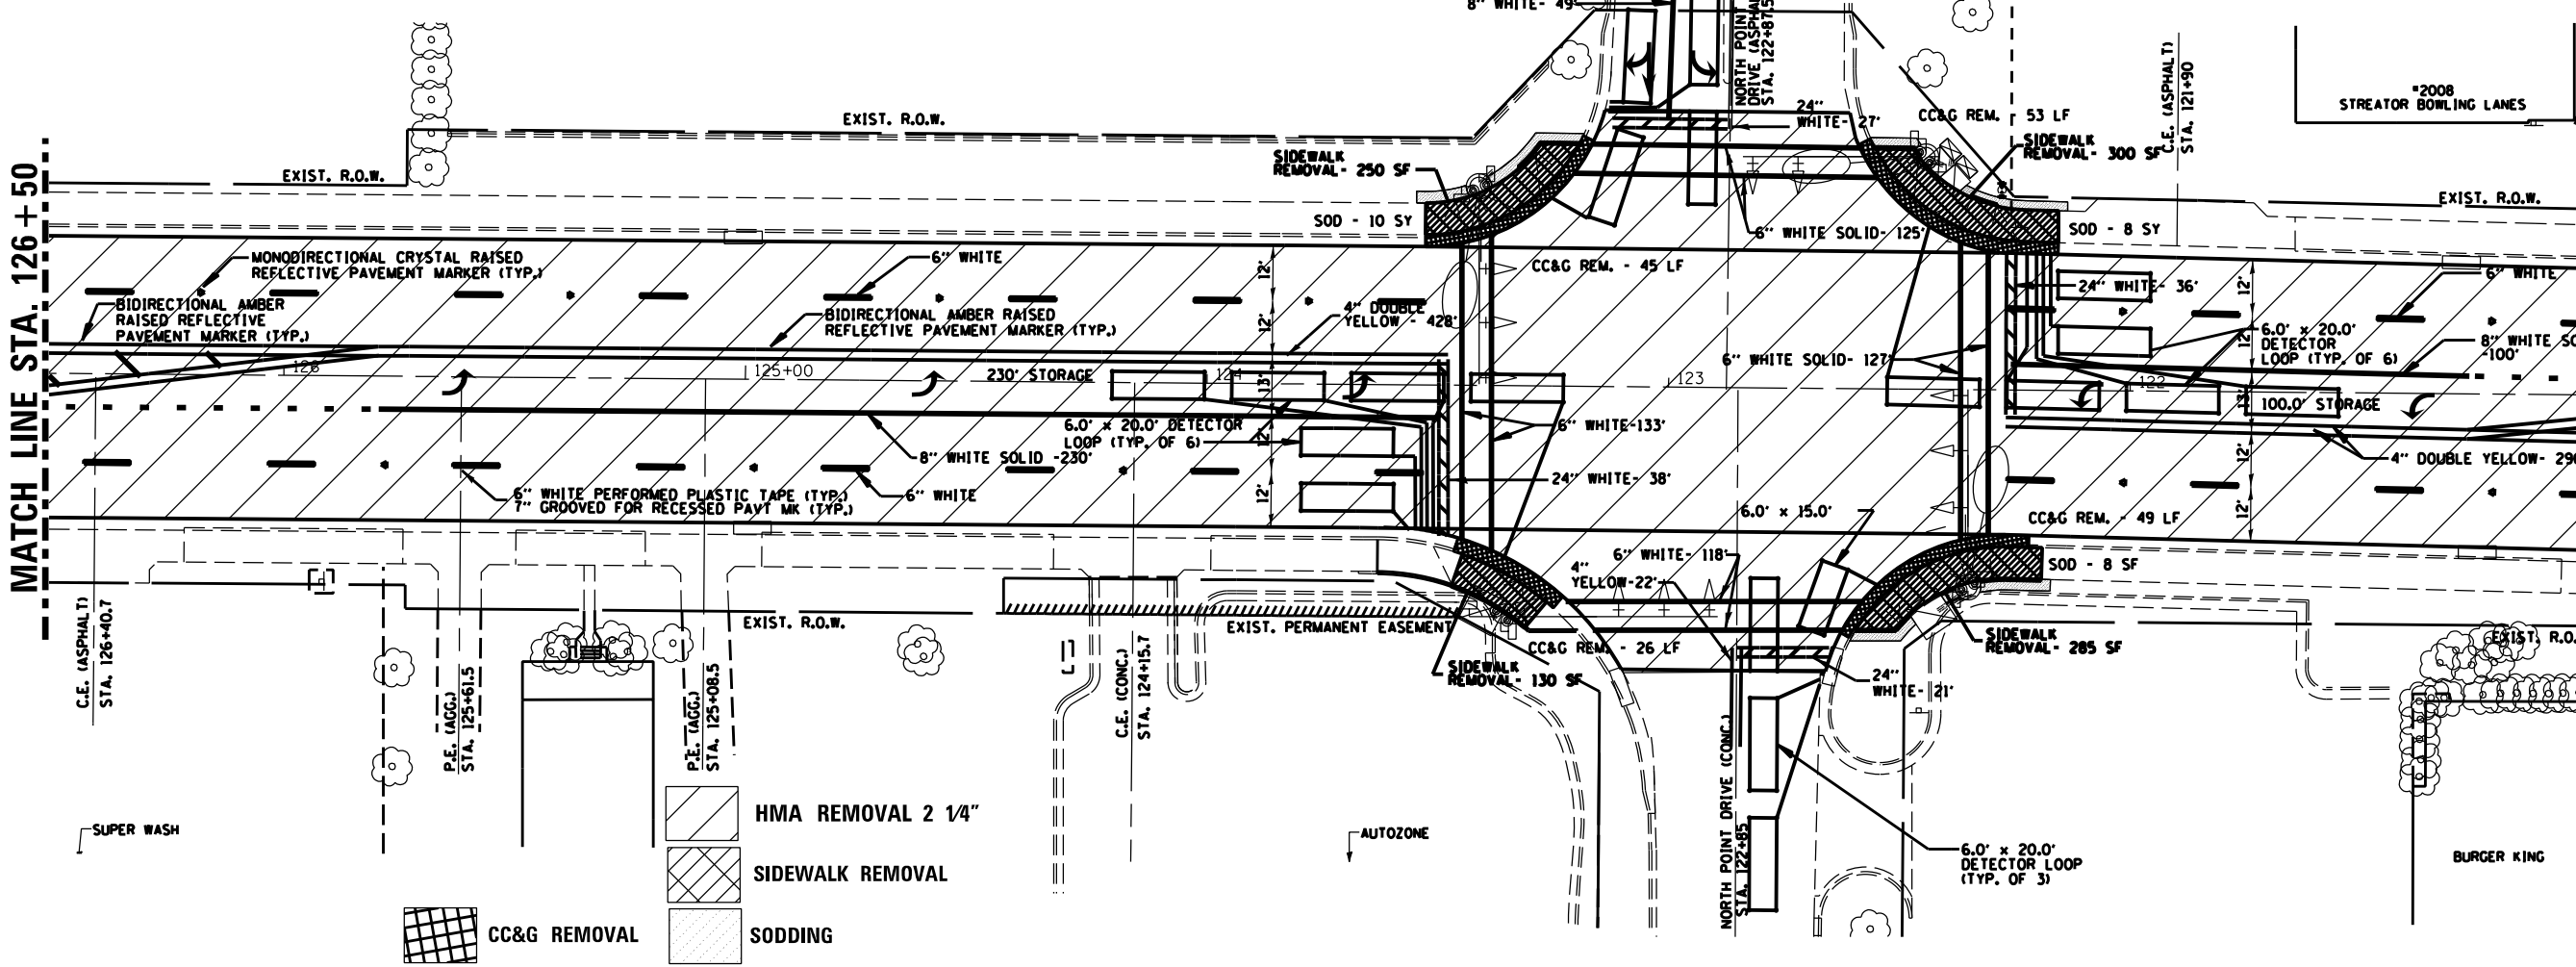 8" WHITE- 49'
NORTH POINT
STA. 122+87.5
24"
WHITE- 27'
CC&G REM. - 53 LF
C.E. (ASPHALT)
STA. 121+90
*2008
STREATOR BOWLING LANES
EXIST. R.O.W.
EXIST. R.O.W.
SIDEWALK
REMOVAL- 250 SF
SIDEWALK
REMOVAL- 300 SF
EXIST. R.O.W.
MATCH LINE STA. 126+50
SOD - 10 SY
6" WHITE SOLID- 125'
SOD - 8 SY
MONODIRECTIONAL CRYSTAL RAISED
REFLECTIVE PAVEMENT MARKER (TYP.)
6" WHITE
12'
CC&G REM. - 45 LF
24" WHITE- 36'
12'
6" WHITE
BIDIRECTIONAL AMBER
RAISED REFLECTIVE
PAVEMENT MARKER (TYP.)
BIDIRECTIONAL AMBER RAISED
REFLECTIVE PAVEMENT MARKER (TYP.)
12'
4" DOUBLE
YELLOW - 428'
12'
6.0' x 20.0'
DETECTOR
LOOP (TYP. OF 6)
8" WHITE SO
-100'
126
125+00
230' STORAGE
124
13'
6" WHITE SOLID- 127'
123
122
13'
100.0' STORAGE
6.0' x 20.0' DETECTOR
LOOP (TYP. OF 6)
12'
6" WHITE-133'
12'
8" WHITE SOLID -230'
4" DOUBLE YELLOW- 290
6" WHITE PERFORMED PLASTIC TAPE (TYP.)
7" GROOVED FOR RECESSED PAVT MK (TYP.)
6" WHITE
12'
24" WHITE- 38'
12'
6.0' x 15.0'
CC&G REM. - 49 LF
6" WHITE- 118'
4"
YELLOW-22'
SOD - 8 SF
C.E. (ASPHALT)
STA. 126+40.7
EXIST. R.O.W.
EXIST. PERMANENT EASEMENT
CC&G REM. - 26 LF
SIDEWALK
REMOVAL- 285 SF
EXIST. R.O.
P.E. (AGG.)
STA. 125+61.5
P.E. (AGG.)
STA. 125+08.5
C.E. (CONC.)
STA. 124+15.7
SIDEWALK
REMOVAL- 130 SF
24"
WHITE- 21'
NORTH POINT DRIVE (CONC.)
STA. 122+85
HMA REMOVAL 2 1/4"
SUPER WASH
AUTOZONE
6.0' x 20.0'
DETECTOR LOOP
(TYP. OF 3)
BURGER KING
SIDEWALK REMOVAL
CC&G REMOVAL
SODDING